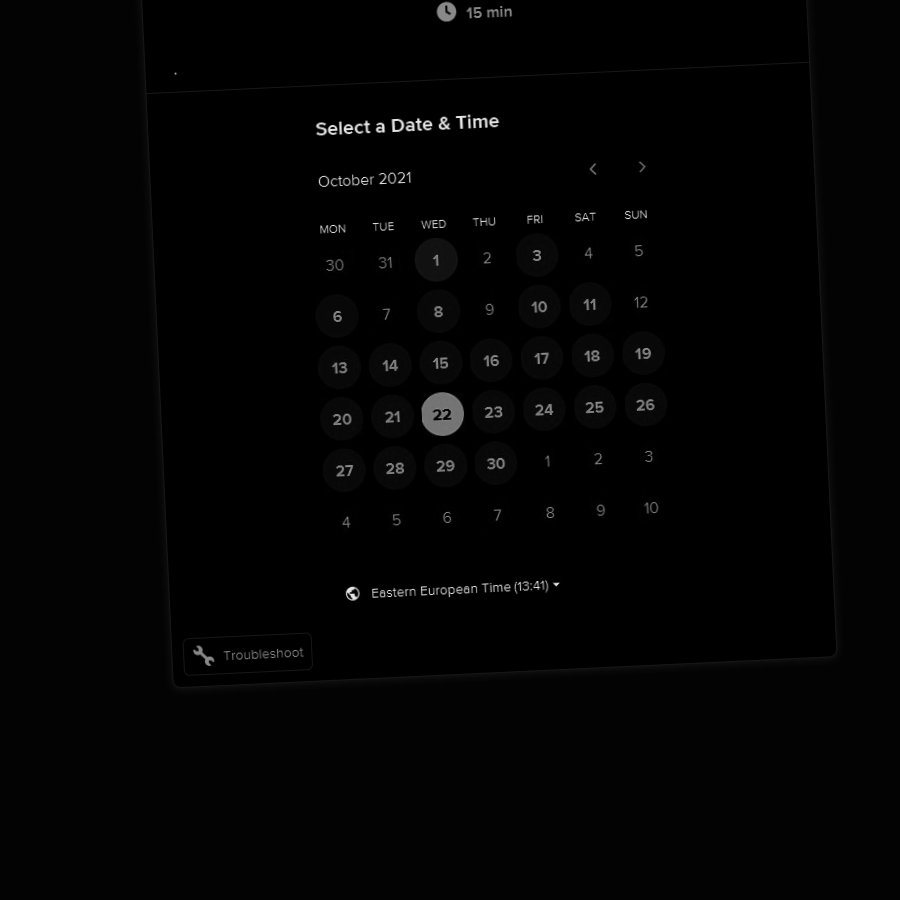 15 min
.
Select a Date & Time
October 2021
MON TUE WED THU FRI SAT SUN
30 31 1 2 3 4 5
6 7 8 9 10 11 12
13 14 15 16 17 18 19
20 21 22 23 24 25 26
27 28 29 30 1 2 3
4 5 6 7 8 9 10
Eastern European Time (13:41)
Troubleshoot